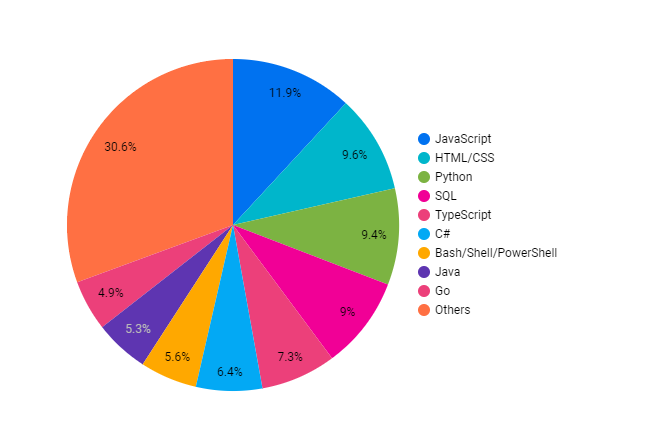 11.9%
9.6%
9.4%
9%
7.3%
6.4%
5.6%
5.3%
4.9%
30.6%
JavaScript
HTML/CSS
Python
SQL
TypeScript
C#
Bash/Shell/PowerShell
Java
Go
Others